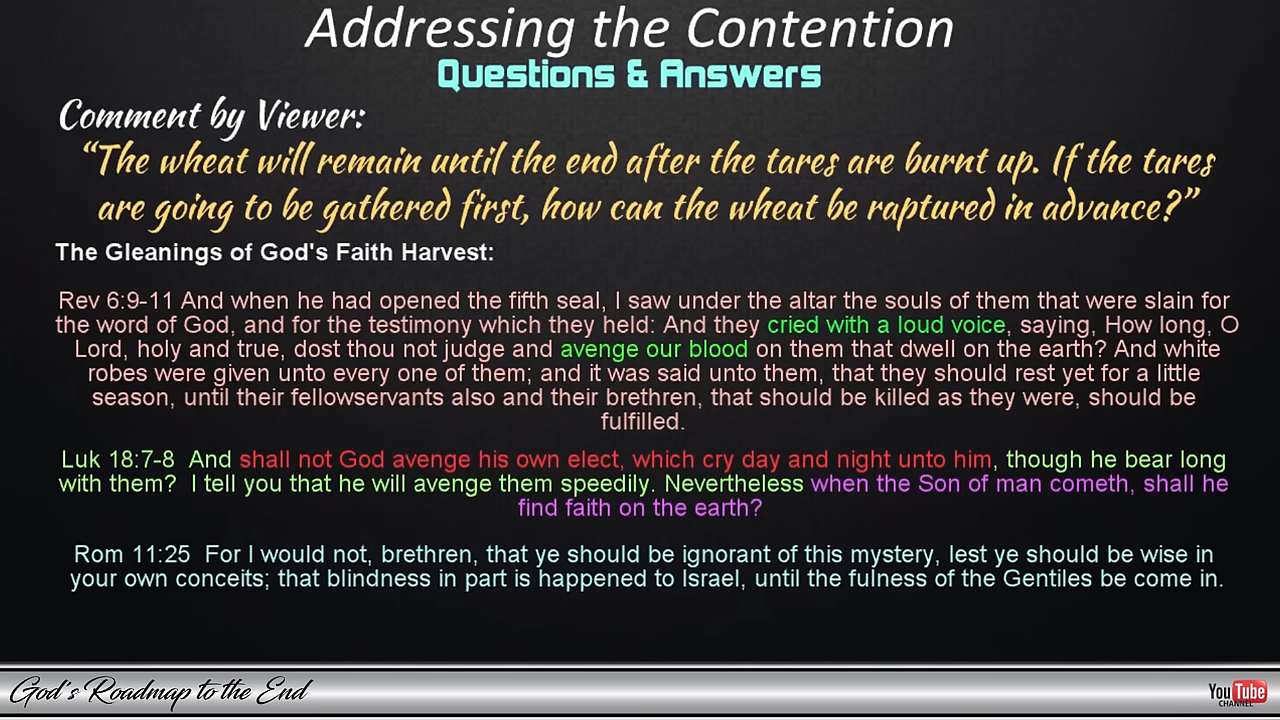 Addressing the Contention
Questions & Answers
Comment by Viewer:
“The wheat will remain until the end after the tares are burnt up. If the tares
are going to be gathered first, how can the wheat be raptured in advance?”
The Gleanings of God's Faith Harvest:
Rev 6:9-11 And when he had opened the fifth seal, I saw under the altar the souls of them that were slain for
the word of God, and for the testimony which they held: And they cried with a loud voice, saying, How long, O
Lord, holy and true, dost thou not judge and avenge our blood on them that dwell on the earth? And white
robes were given unto every one of them; and it was said unto them, that they should rest yet for a little
season, until their fellowservants also and their brethren, that should be killed as they were, should be
fulfilled.
Luk 18:7-8  And shall not God avenge his own elect, which cry day and night unto him, though he bear long
with them?  I tell you that he will avenge them speedily. Nevertheless when the Son of man cometh, shall he
find faith on the earth?
Rom 11:25  For I would not, brethren, that ye should be ignorant of this mystery, lest ye should be wise in
your own conceits; that blindness in part is happened to Israel, until the fulness of the Gentiles be come in.
God's Roadmap to the End
YouTube
CHANNEL